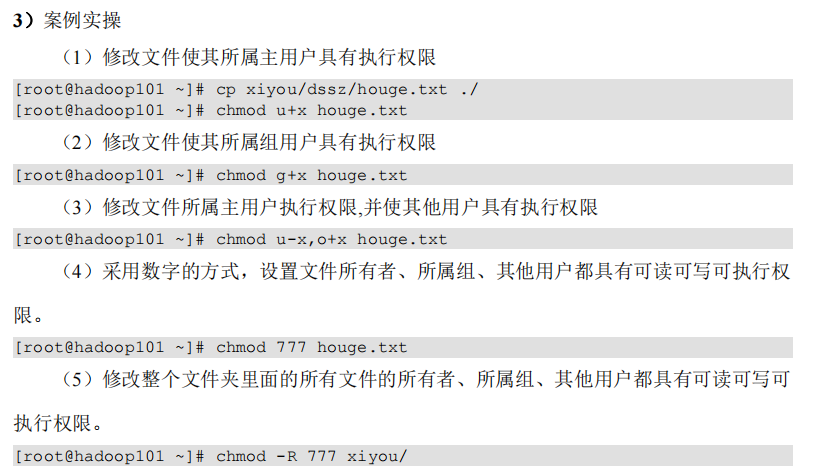 3）案例实操
（1）修改文件使其所属主用户具有执行权限
[root@hadoop101 ~]# cp xiyou/dssz/houge.txt ./
[root@hadoop101 ~]# chmod u+x houge.txt
（2）修改文件使其所属组用户具有执行权限
[root@hadoop101 ~]# chmod g+x houge.txt
（3）修改文件所属主用户执行权限,并使其他用户具有执行权限
[root@hadoop101 ~]# chmod u-x,o+x houge.txt
（4）采用数字的方式，设置文件所有者、所属组、其他用户都具有可读可写可执行权
限。
[root@hadoop101 ~]# chmod 777 houge.txt
（5）修改整个文件夹里面的所有文件的所有者、所属组、其他用户都具有可读可写可
执行权限。
[root@hadoop101 ~]# chmod -R 777 xiyou/